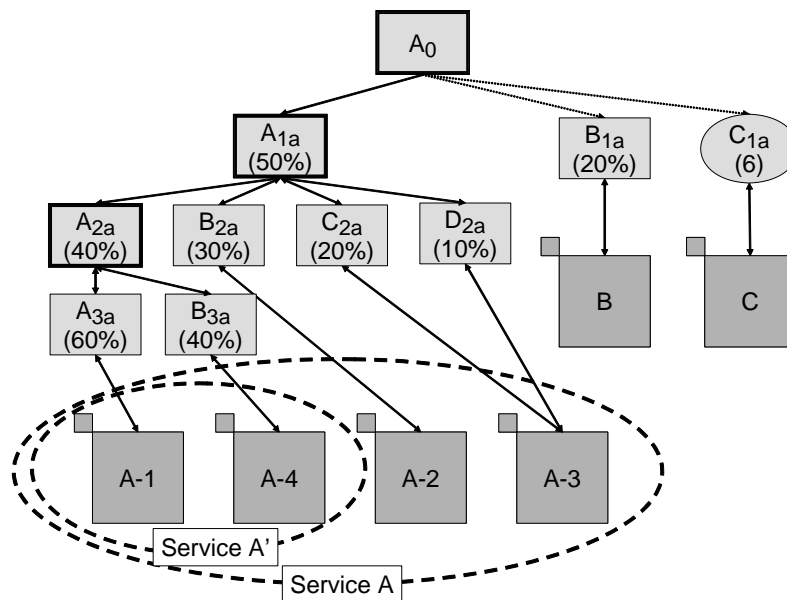 A0
A1a
(50%)
B1a
(20%)
C1a
(6)
A2a
(40%)
B2a
(30%)
C2a
(20%)
D2a
(10%)
B
C
A3a
(60%)
B3a
(40%)
A-1
A-4
A-2
A-3
Service A’
Service A